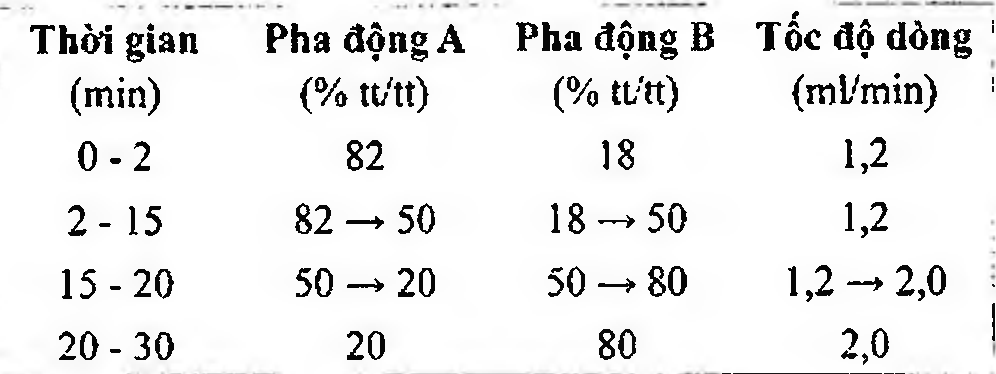 Thời gian Pha động A Pha động B Tốc độ dòng
(min) (% tt/tt) (% tt/tt) (ml/min)
0 - 2 82 18 1,2
2 - 15 82 → 50 18 → 50 1,2
15 - 20 50 → 20 50 → 80 1,2 → 2,0
20 - 30 20 80 2,0